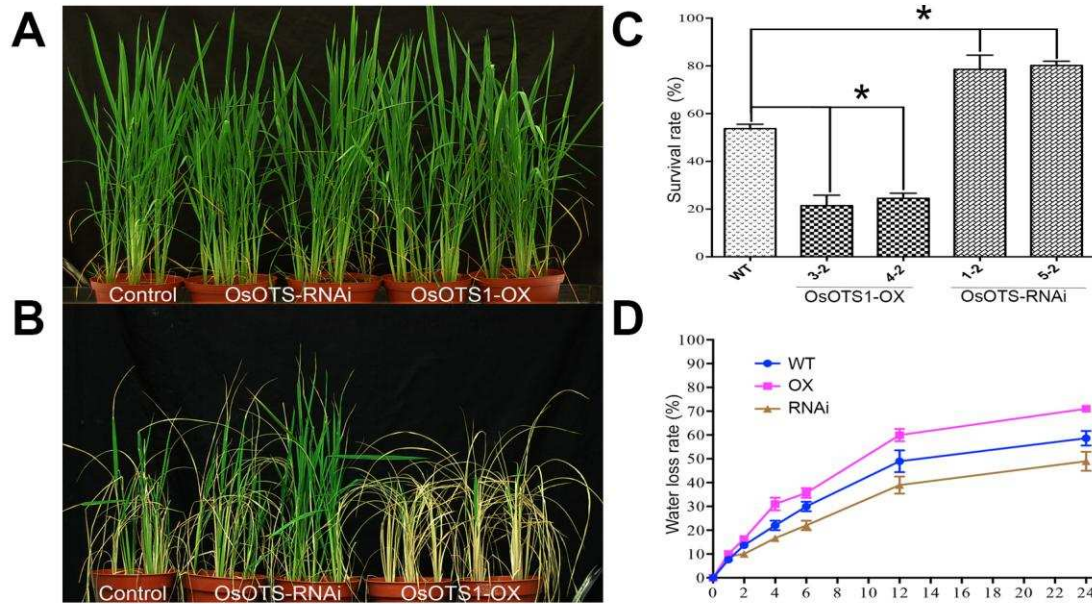 A
Control OsOTS-RNAi OsOTS1-OX
B
Control OsOTS-RNAi OsOTS1-OX
C
*
*
Survival rate (%)
100
80
60
40
20
0
WT 3-2 4-2 1-2 5-2
OsOTS1-OX OsOTS-RNAi
D
WT
OX
RNAi
Water loss rate (%)
100
90
80
70
60
50
40
30
20
10
0
0 2 4 6 8 10 12 14 16 18 20 22 24